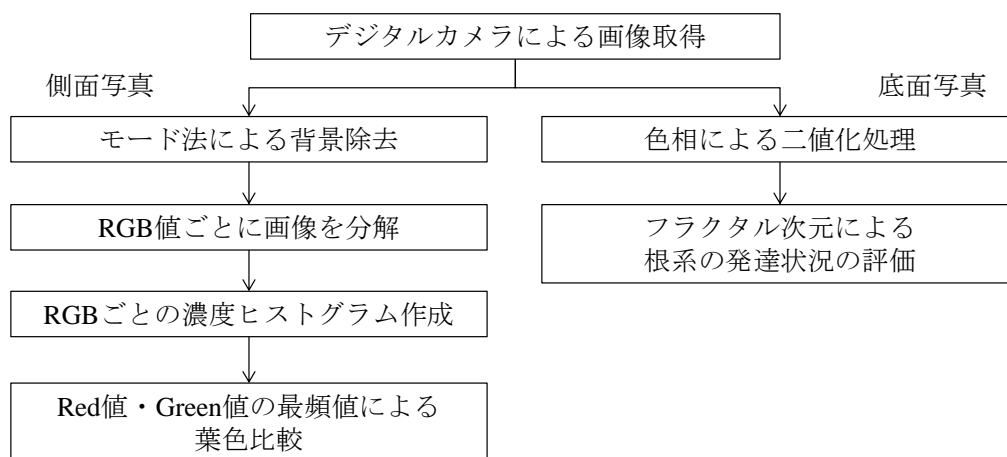 デジタルカメラによる画像取得
側面写真
底面写真
モード法による背景除去
色相による二値化処理
RGB値ごとに画像を分解
フラクタル次元による
根系の発達状況の評価
RGBごとの濃度ヒストグラム作成
Red値・Green値の最頻値による
葉色比較